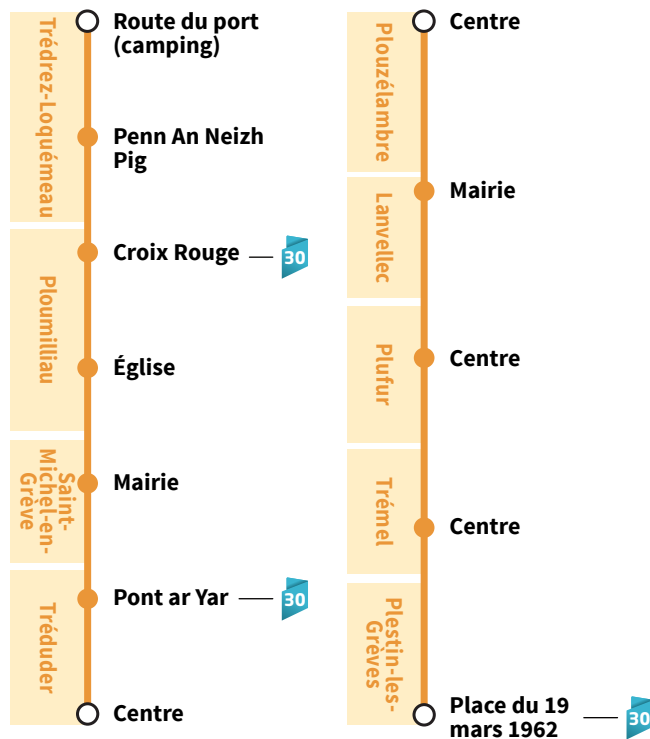 Trédrez-Loquémeau
Route du port
(camping)
Penn An Neizh
Pig
Ploumilliau
Croix Rouge
30
Église
Saint-
Michel-en-
Grève
Mairie
Tréduder
Pont ar Yar
30
Centre
Plouzélambre
Centre
Lanvellec
Mairie
Plufur
Centre
Trémel
Centre
Plestin-les-
Grèves
Place du 19
mars 1962
30